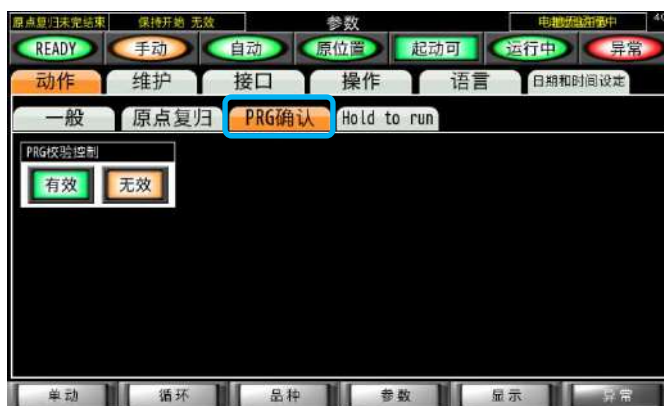 原点复归未完结束 保持开始 无效 参数
READY 手动 自动 原位置 起动可 运行中 异常
动作 维护 接口 操作 语言 日期和时间设定
一般 原点复归 PRG确认 Hold to run
PRG校验控制
有效 无效
单动 循环 品种 参数 显示 异常